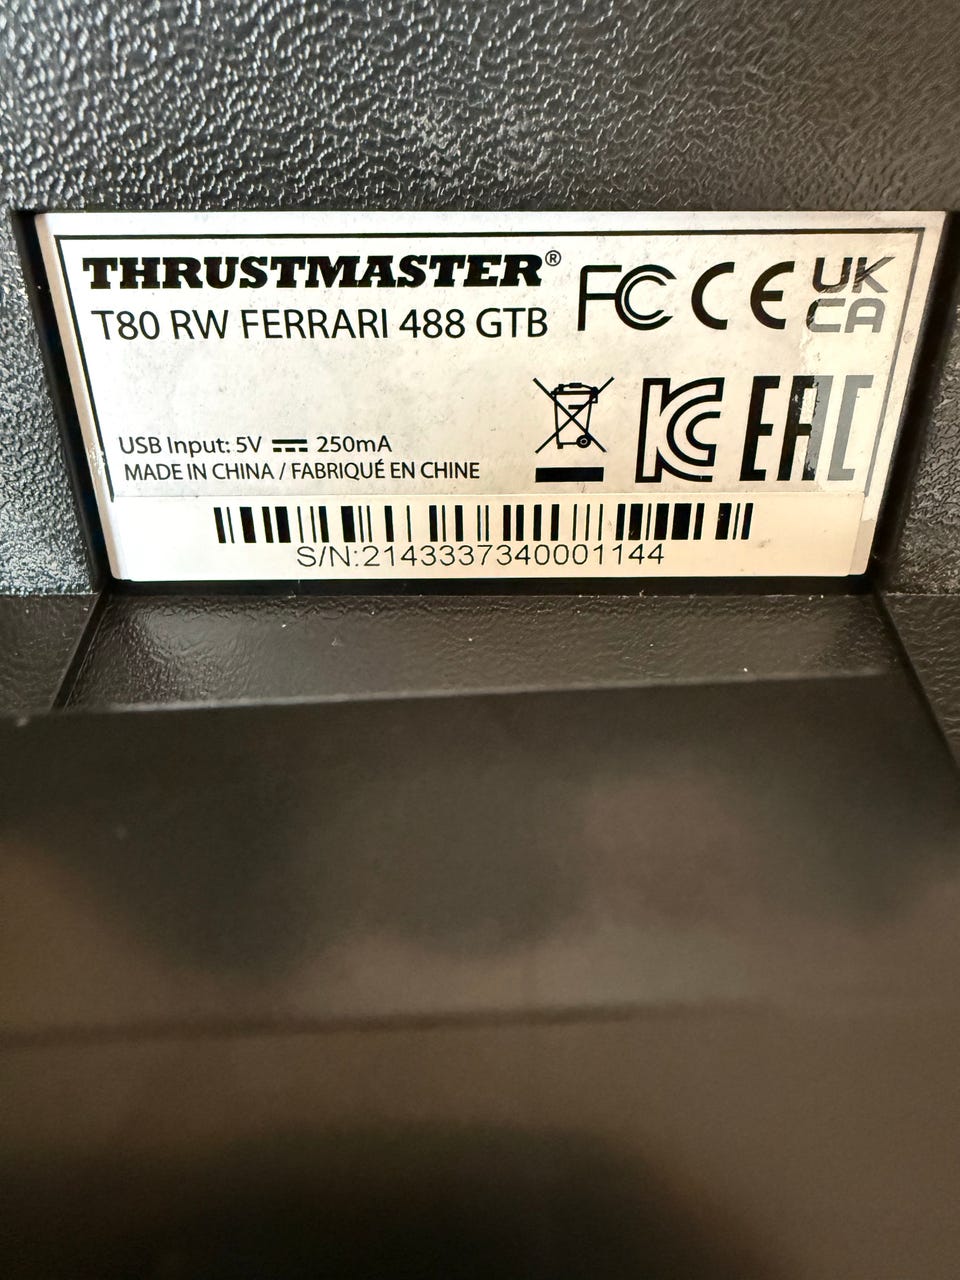 THRUSTMASTER®
T80 RW FERRARI 488 GTB
FC CE UK
CA
KC EAC
USB Input: 5V ⎓ 250mA
MADE IN CHINA / FABRIQUÉ EN CHINE
S/N:2143337340001144